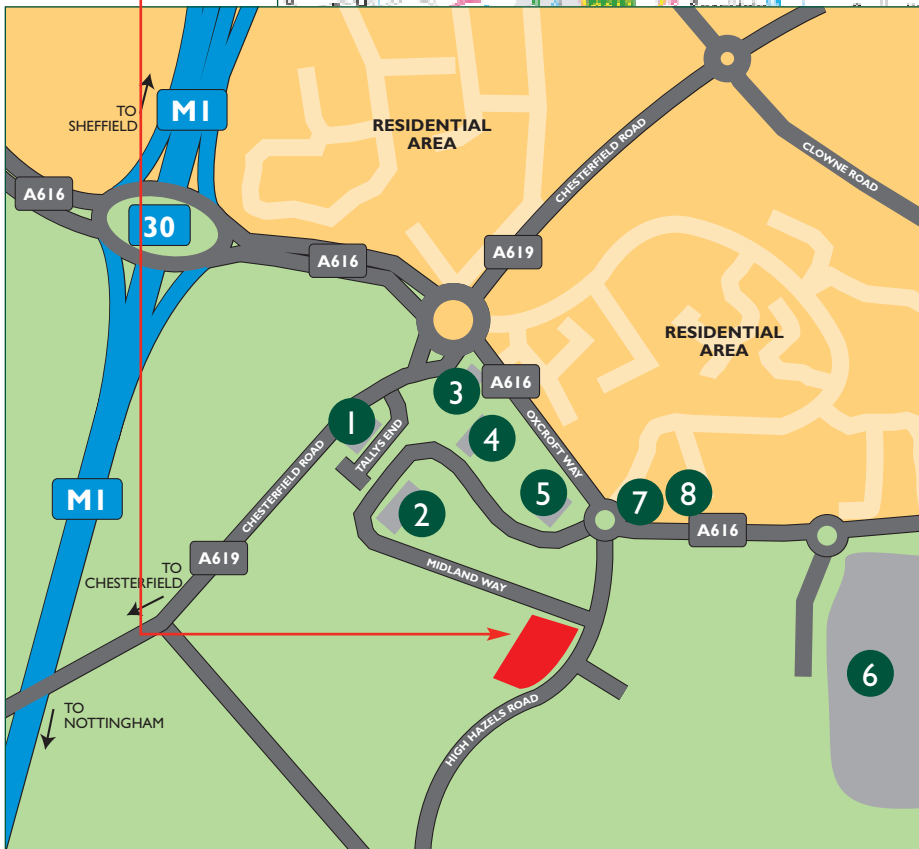 TO
SHEFFIELD
M1
RESIDENTIAL
AREA
CHESTERFIELD ROAD
CLOWNE ROAD
A616
30
A616
A619
RESIDENTIAL
AREA
3
A616
1
TALLYS END
4
OXCROFT WAY
CHESTERFIELD ROAD
M1
2
5
7
8
A616
A619
MIDLAND WAY
TO
CHESTERFIELD
6
TO
NOTTINGHAM
HIGH HAZELS ROAD